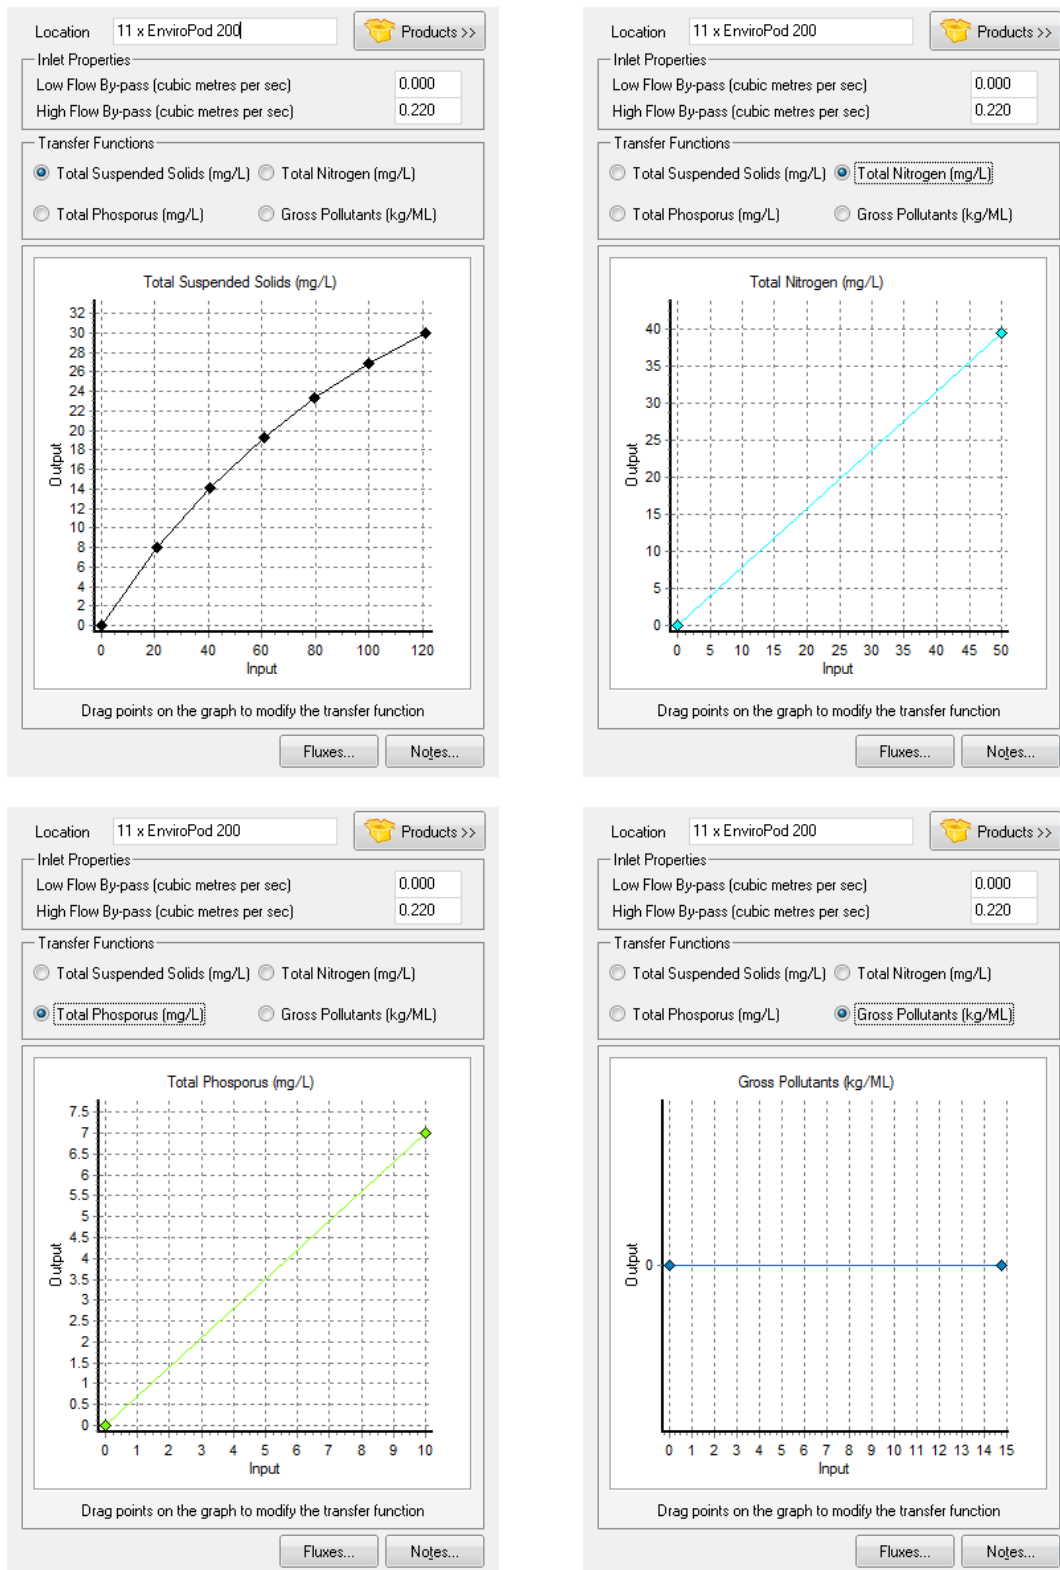 Location 11 x EnviroPod 200 Products >>
Inlet Properties
Low Flow By-pass (cubic metres per sec) 0.000
High Flow By-pass (cubic metres per sec) 0.220
Transfer Functions
Total Suspended Solids (mg/L) Total Nitrogen (mg/L)
Total Phosporus (mg/L) Gross Pollutants (kg/ML)
Total Suspended Solids (mg/L)
32
30
28
26
24
22
20
18
16
14
12
10
8
6
4
2
0
Output
0 20 40 60 80 100 120
Input
Drag points on the graph to modify the transfer function
Fluxes... Notes...
Location 11 x EnviroPod 200 Products >>
Inlet Properties
Low Flow By-pass (cubic metres per sec) 0.000
High Flow By-pass (cubic metres per sec) 0.220
Transfer Functions
Total Suspended Solids (mg/L) Total Nitrogen (mg/L)
Total Phosporus (mg/L) Gross Pollutants (kg/ML)
Total Nitrogen (mg/L)
40
35
30
25
20
15
10
5
0
Output
0 5 10 15 20 25 30 35 40 45 50
Input
Drag points on the graph to modify the transfer function
Fluxes... Notes...
Location 11 x EnviroPod 200 Products >>
Inlet Properties
Low Flow By-pass (cubic metres per sec) 0.000
High Flow By-pass (cubic metres per sec) 0.220
Transfer Functions
Total Suspended Solids (mg/L) Total Nitrogen (mg/L)
Total Phosporus (mg/L) Gross Pollutants (kg/ML)
Total Phosporus (mg/L)
7.5
7
6.5
6
5.5
5
4.5
4
3.5
3
2.5
2
1.5
1
0.5
0
Output
0 1 2 3 4 5 6 7 8 9 10
Input
Drag points on the graph to modify the transfer function
Fluxes... Notes...
Location 11 x EnviroPod 200 Products >>
Inlet Properties
Low Flow By-pass (cubic metres per sec) 0.000
High Flow By-pass (cubic metres per sec) 0.220
Transfer Functions
Total Suspended Solids (mg/L) Total Nitrogen (mg/L)
Total Phosporus (mg/L) Gross Pollutants (kg/ML)
Gross Pollutants (kg/ML)
0
Output
0 1 2 3 4 5 6 7 8 9 10 11 12 13 14 15
Input
Drag points on the graph to modify the transfer function
Fluxes... Notes...